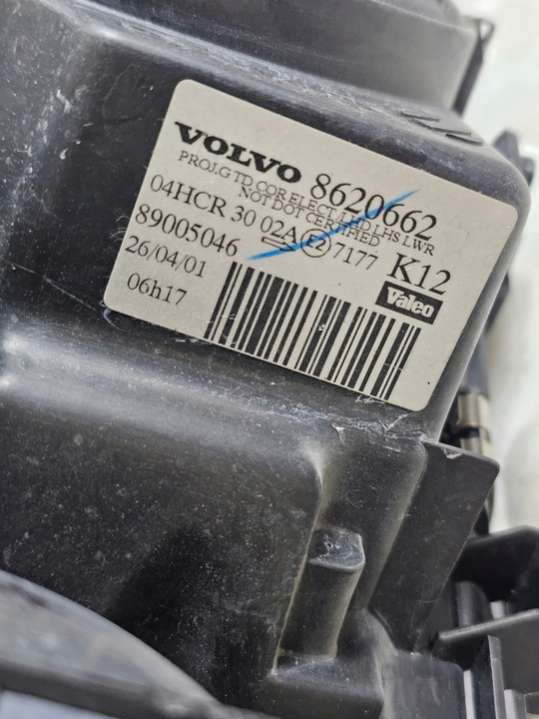 VOLVO 8620662
PROJ.G TD COR ELECT LHD LHS LWR
NOT DOT CERTIFIED
04HCR 30 02A E2 7177 K12
89005046
26/04/01
06h17
Valeo